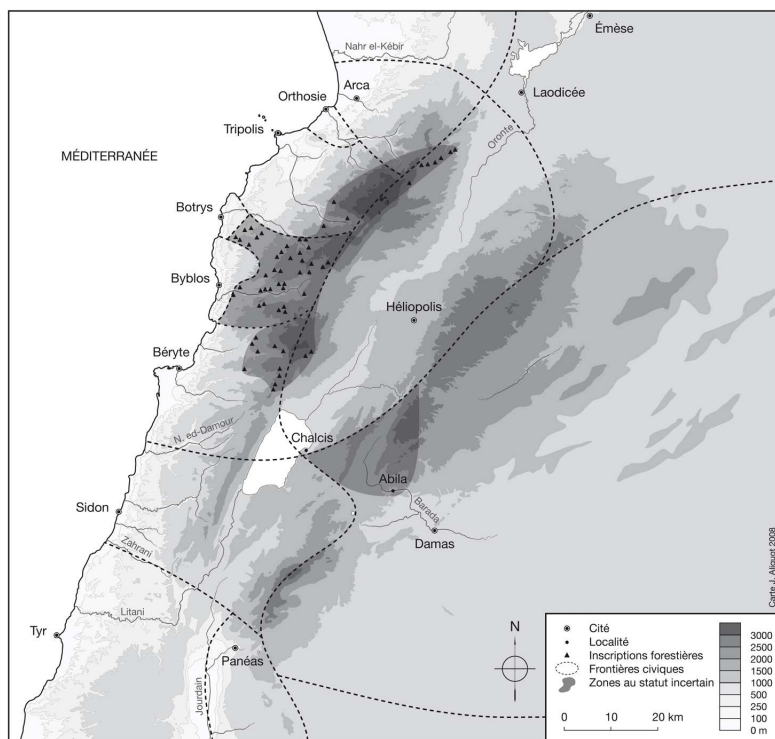 Émèse
Nahr el-Kébir
Arca
Laodicée
Orthosie
Tripolis
Oronte
MÉDITERRANÉE
Botrys
Byblos
Héliopolis
Béryte
N. ed-Damour
Chalcis
Abila
Barada
Sidon
Damas
Zahrani
Litani
Tyr
Panéas
Jourdain
Carte J. Aliquot 2008
N
Cité
Localité
Inscriptions forestières
Frontières civiques
Zones au statut incertain
0 10 20 km
3000
2500
2000
1500
1000
500
250
100
0 m